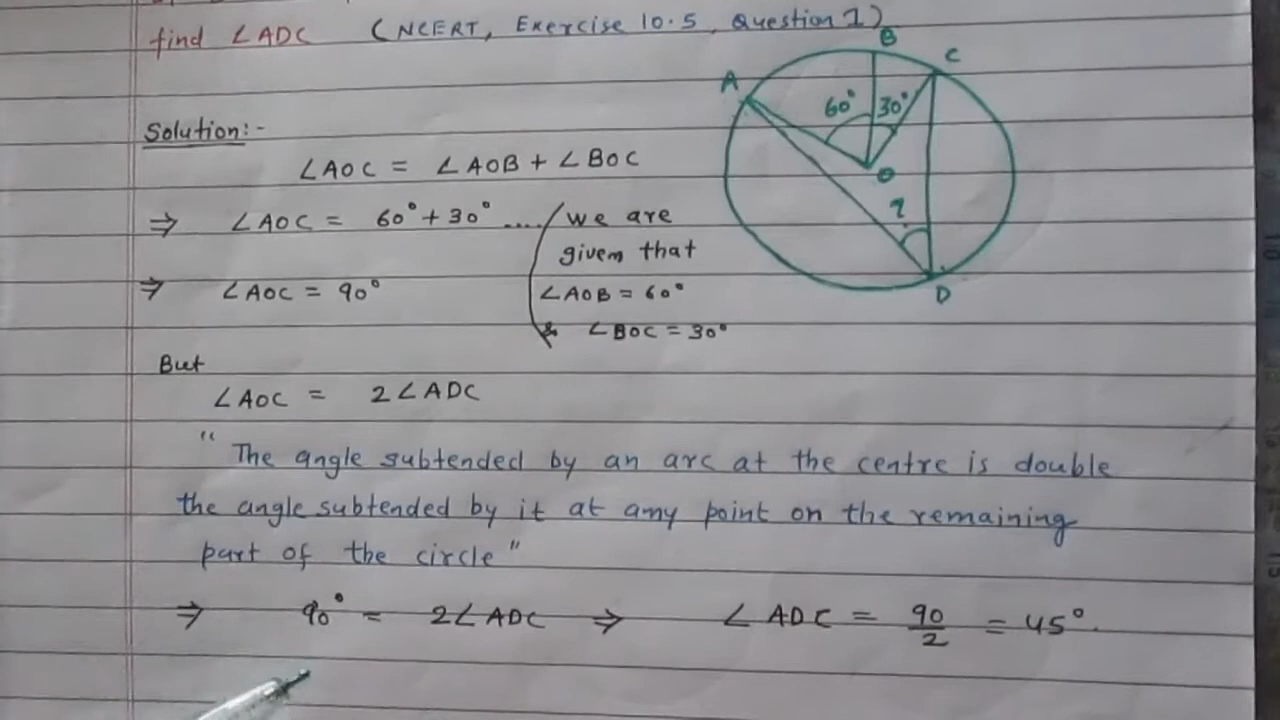 find ∠ADC (NCERT, Exercise 10.5, Question 1)
B
C
A
60° 30°
O
?
D
Solution:-
∠AOC = ∠AOB + ∠BOC
⇒ ∠AOC = 60° + 30° .... (we are
given that
⇒ ∠AOC = 90° ∠AOB = 60°
& ∠BOC = 30°
But
∠AOC = 2∠ADC
"The angle subtended by an arc at the centre is double
the angle subtended by it at any point on the remaining
part of the circle"
⇒ 90° = 2∠ADC ⇒ ∠ADC = 90/2 = 45°.